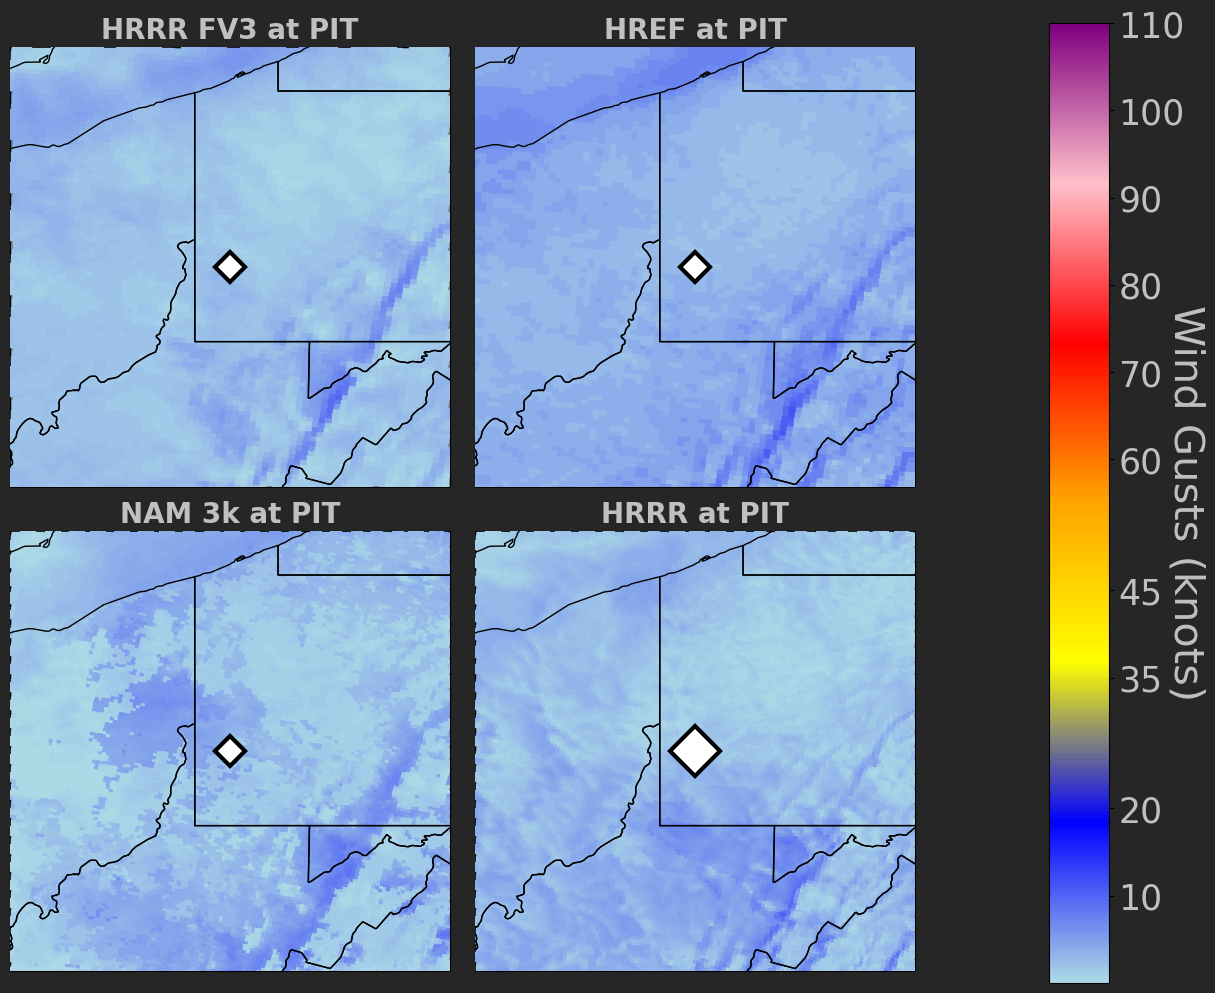 HRRR FV3 at PIT
HREF at PIT
NAM 3k at PIT
HRRR at PIT
110
100
90
80
70
60
45
35
20
10
Wind Gusts (knots)